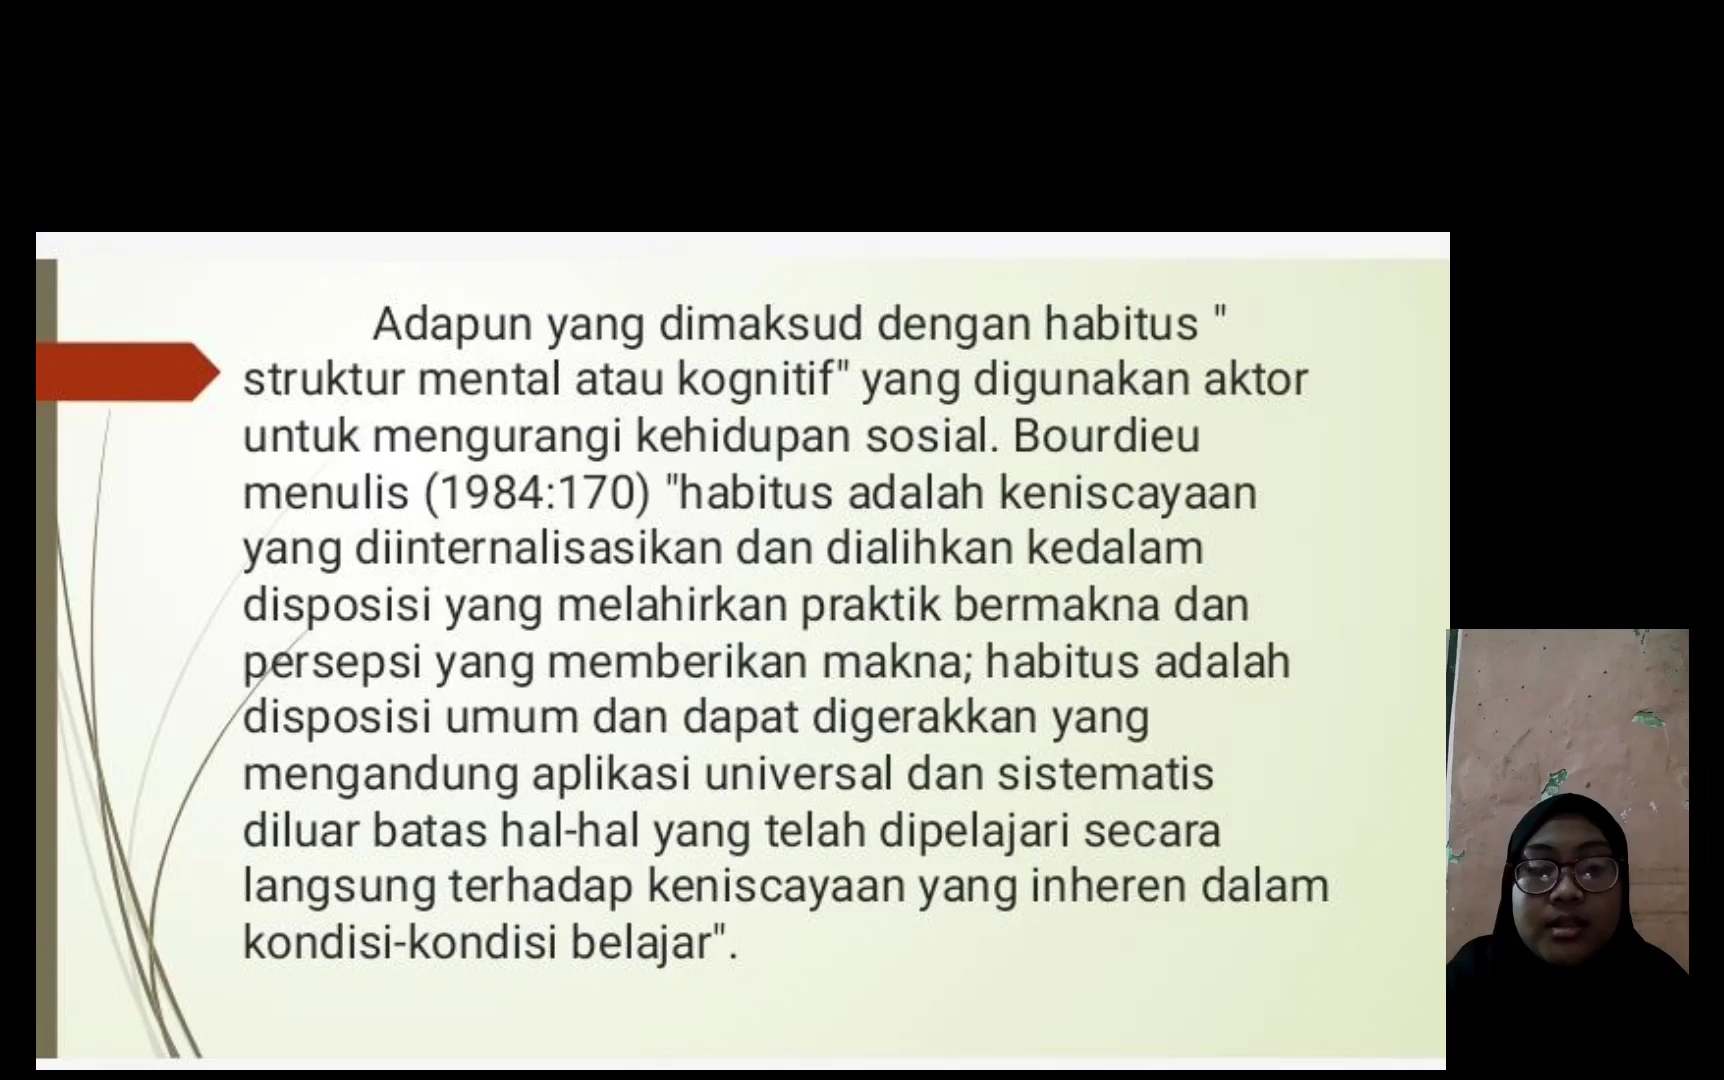 Adapun yang dimaksud dengan habitus "
struktur mental atau kognitif" yang digunakan aktor
untuk mengurangi kehidupan sosial. Bourdieu
menulis (1984:170) "habitus adalah keniscayaan
yang diinternalisasikan dan dialihkan kedalam
disposisi yang melahirkan praktik bermakna dan
persepsi yang memberikan makna; habitus adalah
disposisi umum dan dapat digerakkan yang
mengandung aplikasi universal dan sistematis
diluar batas hal-hal yang telah dipelajari secara
langsung terhadap keniscayaan yang inheren dalam
kondisi-kondisi belajar".